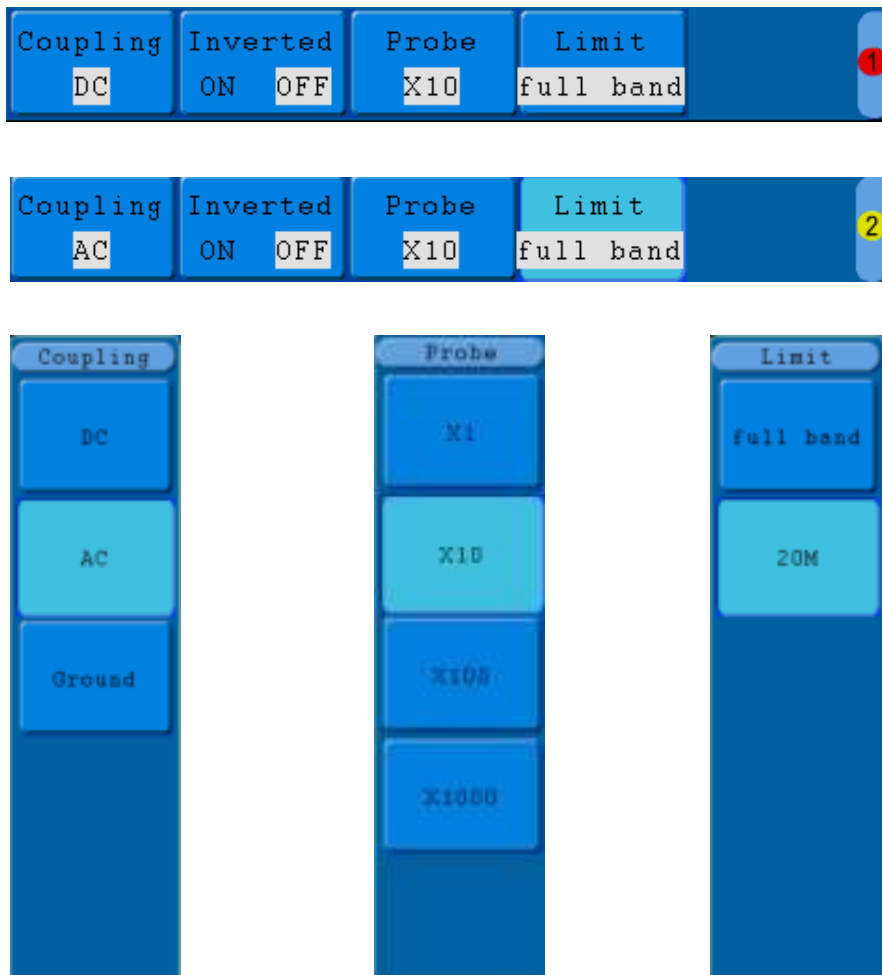 Coupling Inverted Probe Limit
DC ON OFF X10 full band 1
Coupling Inverted Probe Limit
AC ON OFF X10 full band 2
Coupling
DC
AC
Ground
Probe
X1
X10
X100
X1000
Limit
full band
20M